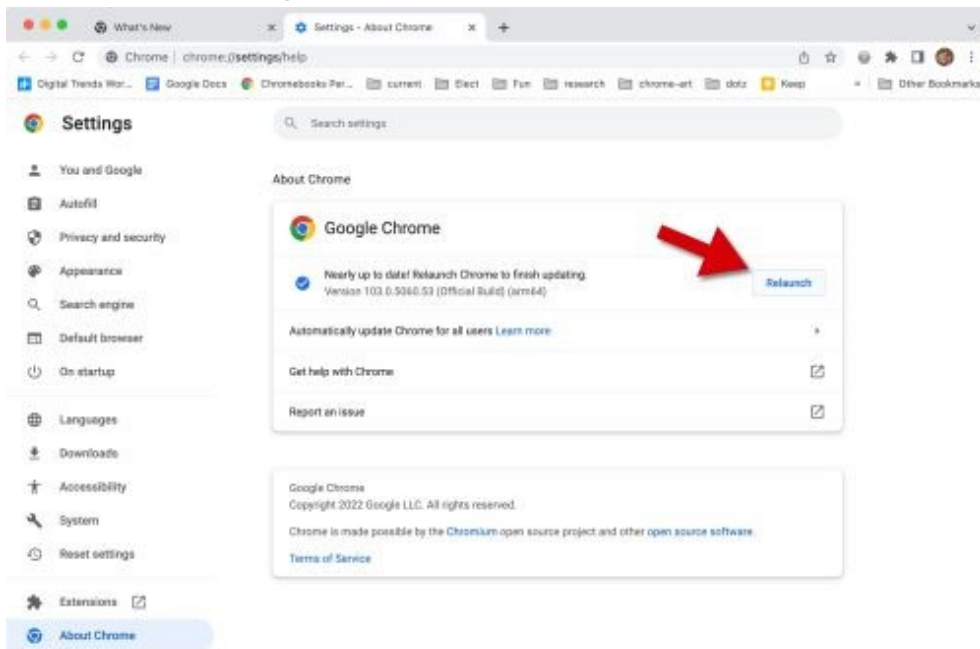 What's New
Settings - About Chrome
Chrome | chrome://settings/help
Digital Trends Wor... Google Docs Chromebooks Per... current Elect Fun research chrome-art dotz Keep » Other Bookmarks
Settings
Search settings
You and Google
Autofill
Privacy and security
Appearance
Search engine
Default browser
On startup
Languages
Downloads
Accessibility
System
Reset settings
Extensions
About Chrome
About Chrome
Google Chrome
Nearly up to date! Relaunch Chrome to finish updating.
Version 103.0.5060.53 (Official Build) (arm64)
Relaunch
Automatically update Chrome for all users Learn more
Get help with Chrome
Report an issue
Google Chrome
Copyright 2022 Google LLC. All rights reserved.
Chrome is made possible by the Chromium open source project and other open source software.
Terms of Service